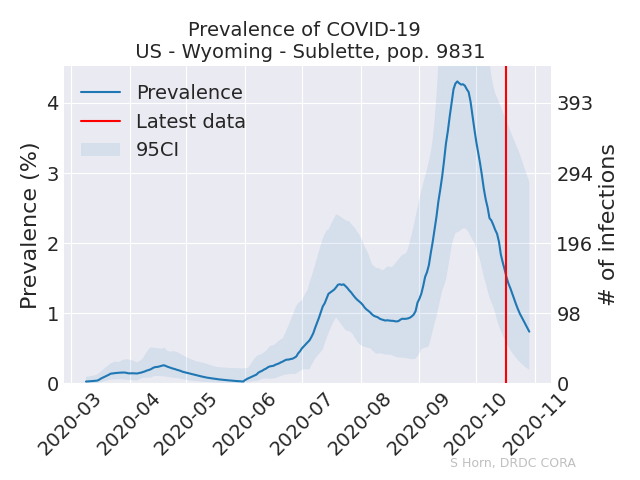 Prevalence of COVID-19
US - Wyoming - Sublette, pop. 9831
Prevalence
Latest data
95CI
Prevalence (%)
4
3
2
1
0
393
294
196
98
0
# of infections
2020-03
2020-04
2020-05
2020-06
2020-07
2020-08
2020-09
2020-10
2020-11
S Horn, DRDC CORA